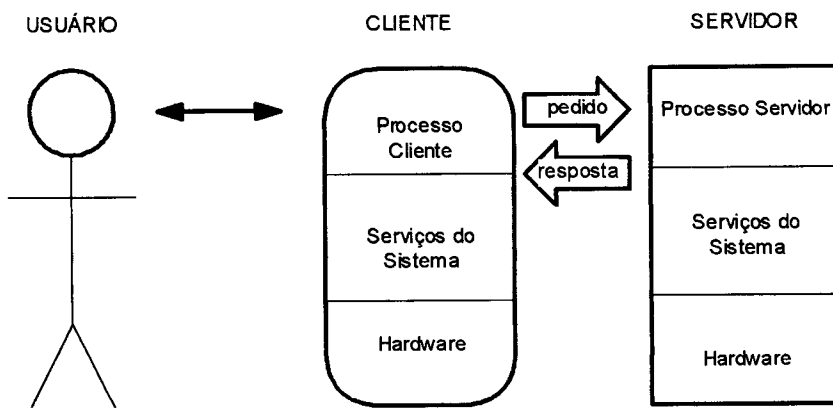 USUÁRIO
CLIENTE
SERVIDOR
Processo
Cliente
Serviços do
Sistema
Hardware
pedido
resposta
Processo Servidor
Serviços do
Sistema
Hardware